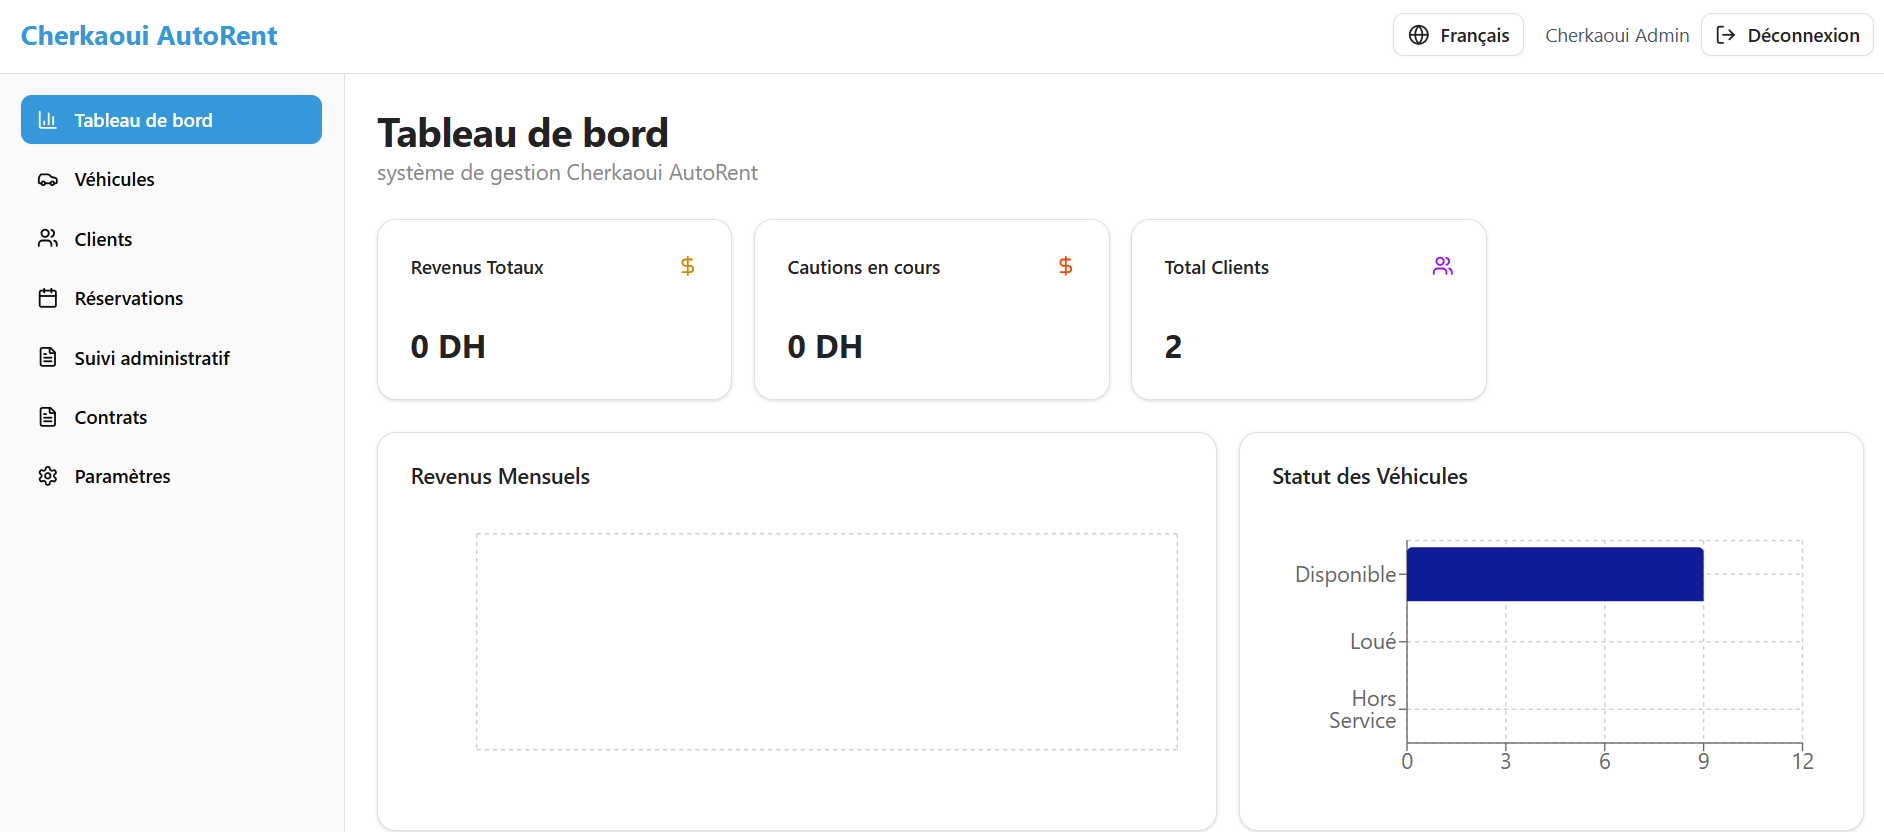 Cherkaoui AutoRent
Français
Cherkaoui Admin
Déconnexion
Tableau de bord
Véhicules
Clients
Réservations
Suivi administratif
Contrats
Paramètres
Tableau de bord
système de gestion Cherkaoui AutoRent
Revenus Totaux
$
0 DH
Cautions en cours
$
0 DH
Total Clients
2
Revenus Mensuels
Statut des Véhicules
Disponible
Loué
Hors
Service
0 3 6 9 12